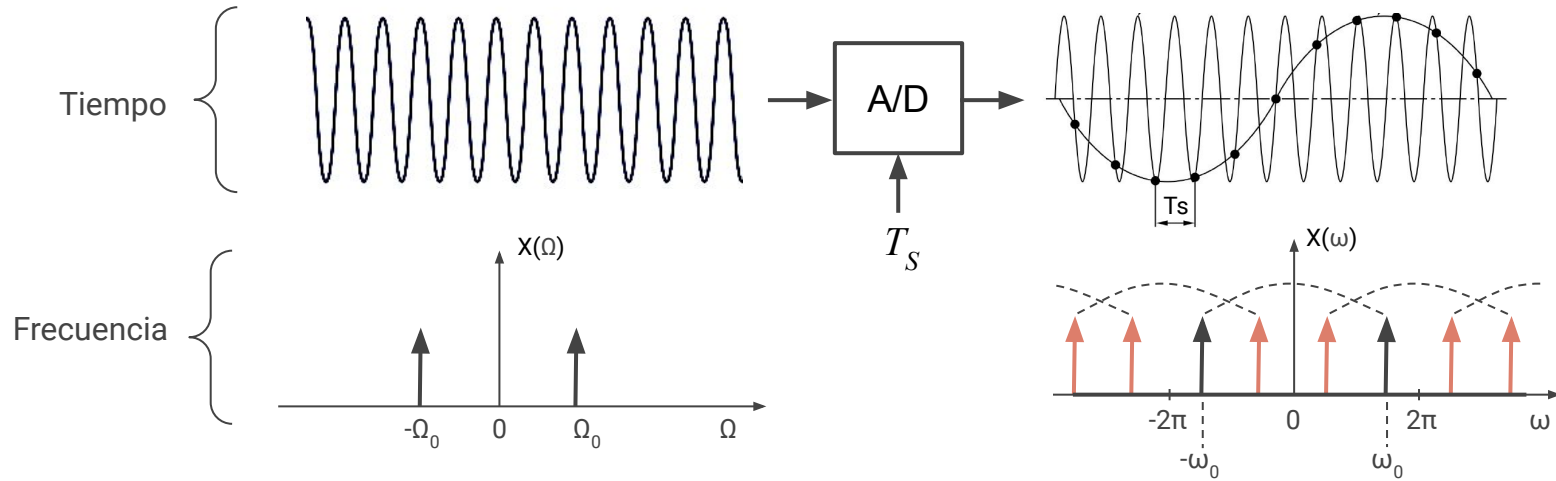 Tiempo
A/D
Ts
T_S
Frecuencia
X(Ω)
-Ω₀
0
Ω₀
Ω
X(ω)
-2π
0
2π
ω
-ω₀
ω₀